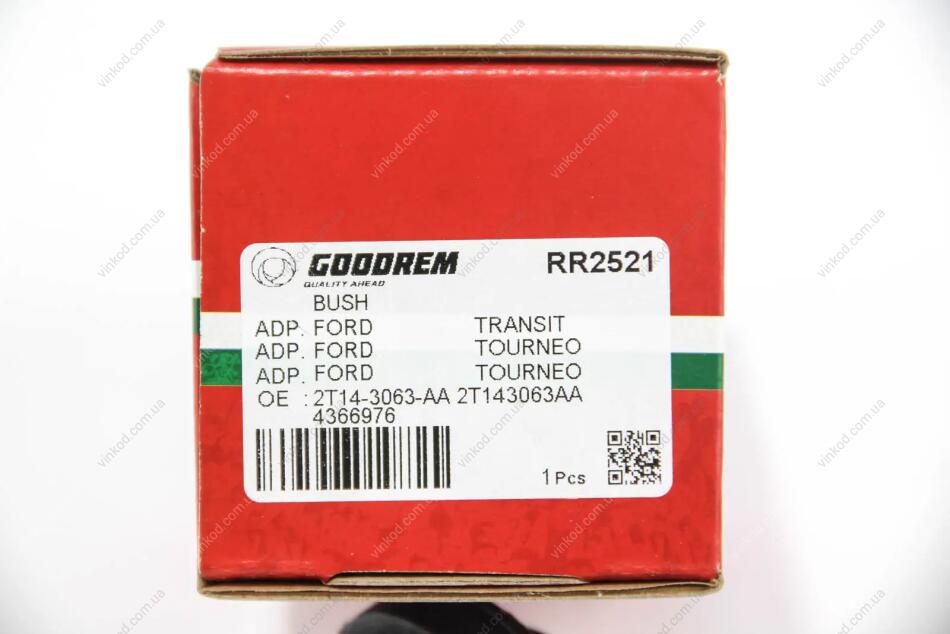 GOODREM RR2521
QUALITY AHEAD
BUSH
ADP. FORD TRANSIT
ADP. FORD TOURNEO
ADP. FORD TOURNEO
OE : 2T14-3063-AA 2T143063AA
4366976
1 Pcs
vinkod.com.ua